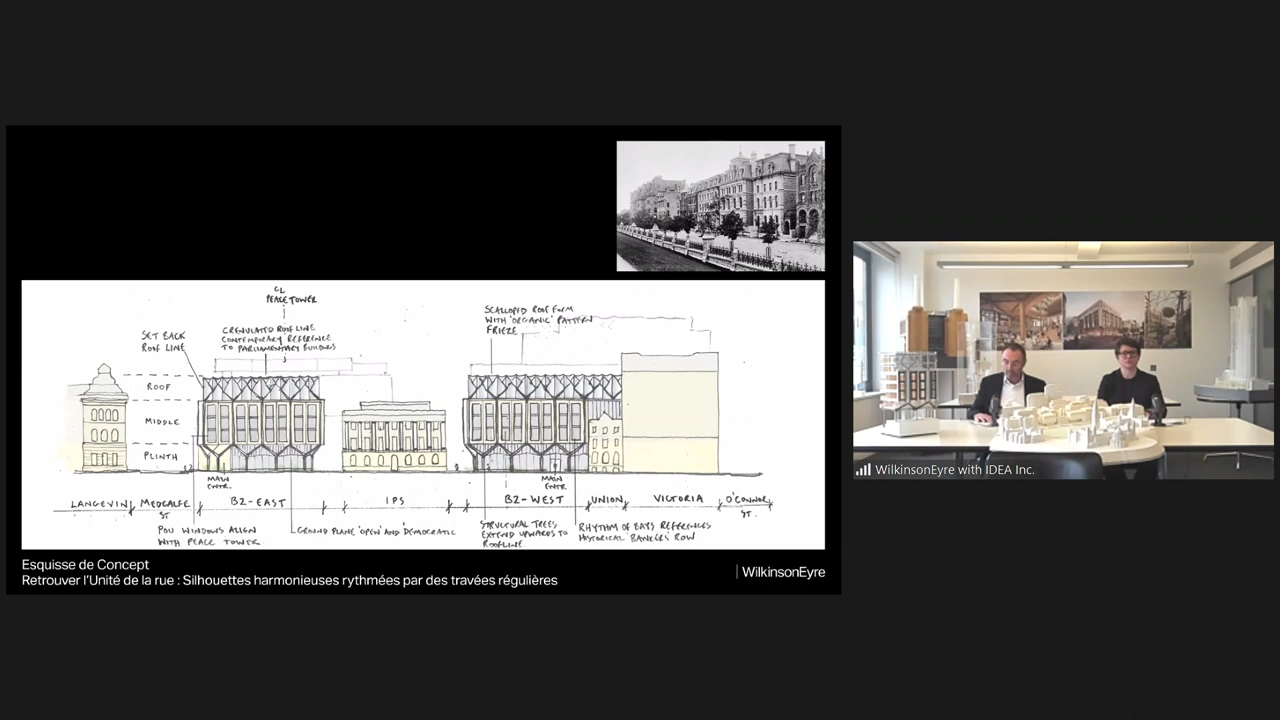 CL
PEACE TOWER
SET BACK
ROOF LINE
CRENULATED ROOF LINE
CONTEMPORARY REFERENCE
TO PARLIAMENTARY BUILDINGS
SCALLOPED ROOF FORM
WITH 'ORGANIC' PATTERN
FRIEZE
ROOF
MIDDLE
PLINTH
MAIN
ENTR.
MAIN
ENTR
LANGEVIN
METCALFE
ST
B2-EAST
IPS
B2-WEST
UNION
VICTORIA
O'CONNOR
ST.
POU WINDOWS ALIGN
WITH PEACE TOWER
GROUND PLANE 'OPEN' AND 'DEMOCRATIC'
STRUCTURAL TREES
EXTEND UPWARDS TO
ROOFLINE
RHYTHM OF BAYS REFERENCES
HISTORICAL 'BANKERS' ROW
Esquisse de Concept
Retrouver l'Unité de la rue : Silhouettes harmonieuses rythmées par des travées régulières
WilkinsonEyre
WilkinsonEyre with IDEA Inc.